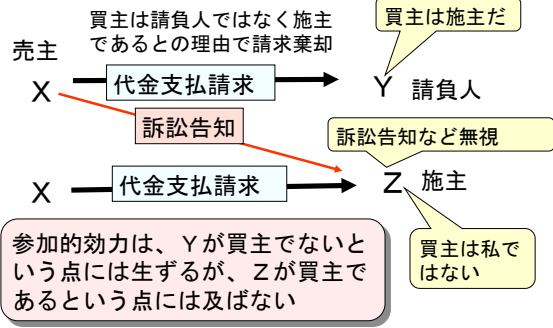 買主は請負人ではなく施主
であるとの理由で請求棄却
買主は施主だ
売主
X
代金支払請求
Y 請負人
訴訟告知
訴訟告知など無視
X
代金支払請求
Z 施主
参加的効力は、Yが買主でないと
いう点には生ずるが、Zが買主で
あるという点には及ばない
買主は私で
はない